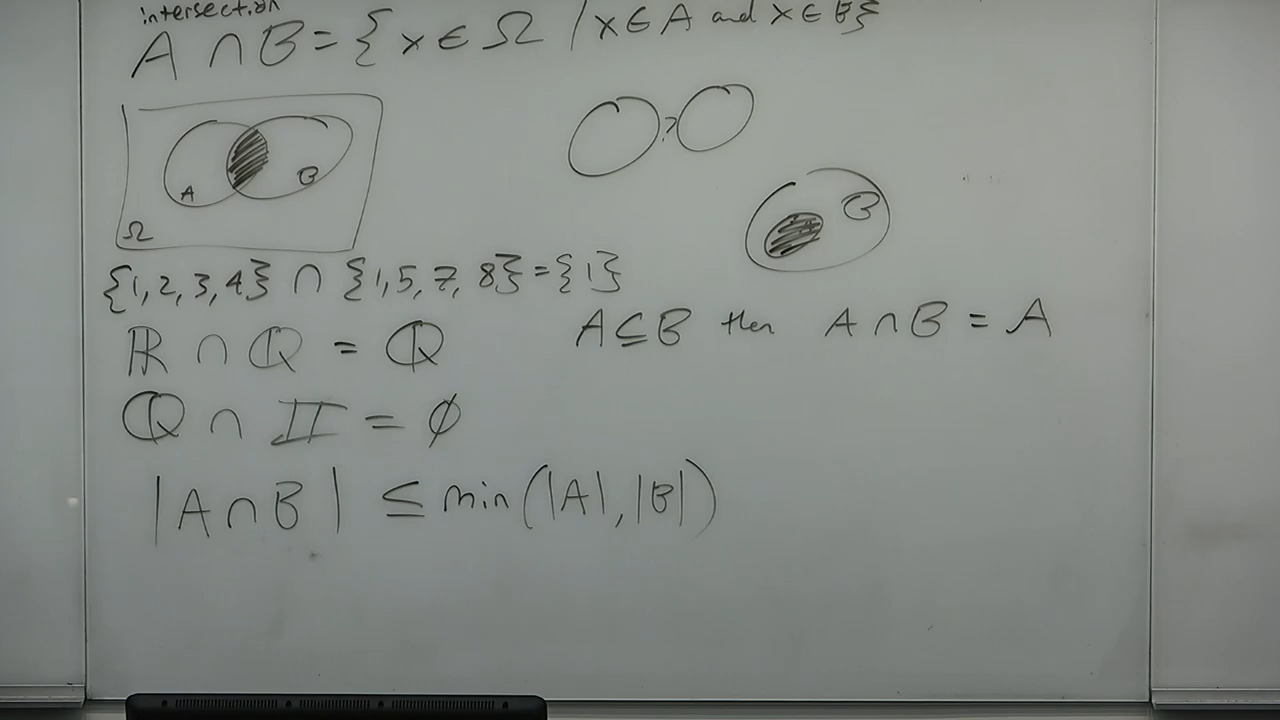 intersection
A ∩ B = { x ∈ Ω / x ∈ A and x ∈ B}
A B
Ω
A B
{1, 2, 3, 4} ∩ {1, 5, 7, 8} = {1}
ℝ ∩ ℚ = ℚ
A ⊆ B then A ∩ B = A
ℚ ∩ 𝕀 = ∅
|A ∩ B| ≤ min(|A|, |B|)